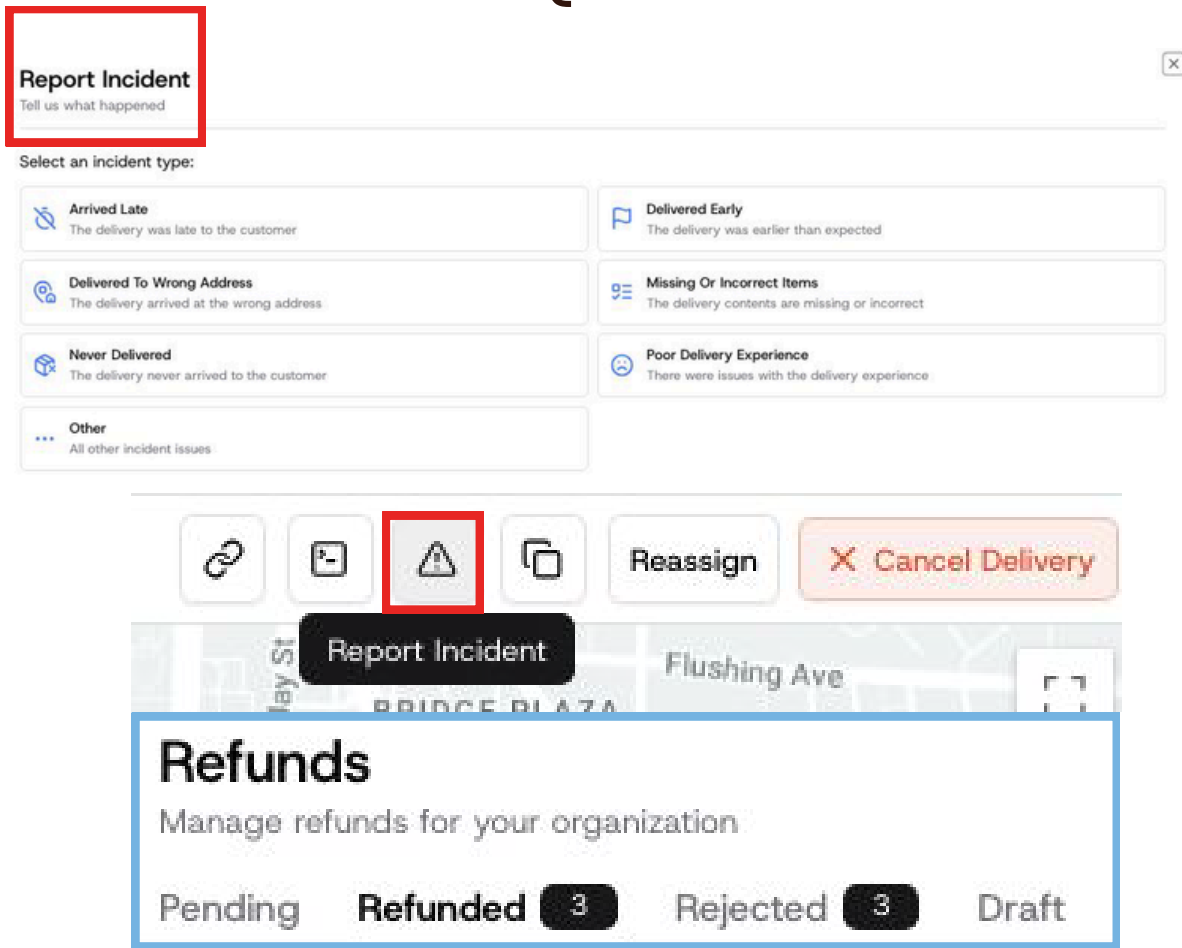 Report Incident
Tell us what happened
Select an incident type:
Arrived Late
The delivery was late to the customer
Delivered Early
The delivery was earlier than expected
Delivered To Wrong Address
The delivery arrived at the wrong address
Missing Or Incorrect Items
The delivery contents are missing or incorrect
Never Delivered
The delivery never arrived to the customer
Poor Delivery Experience
There were issues with the delivery experience
Other
All other incident issues
Reassign
Cancel Delivery
Report Incident
Flushing Ave
St
BRIDGE PLAZA
Refunds
Manage refunds for your organization
Pending Refunded 3 Rejected 3 Draft